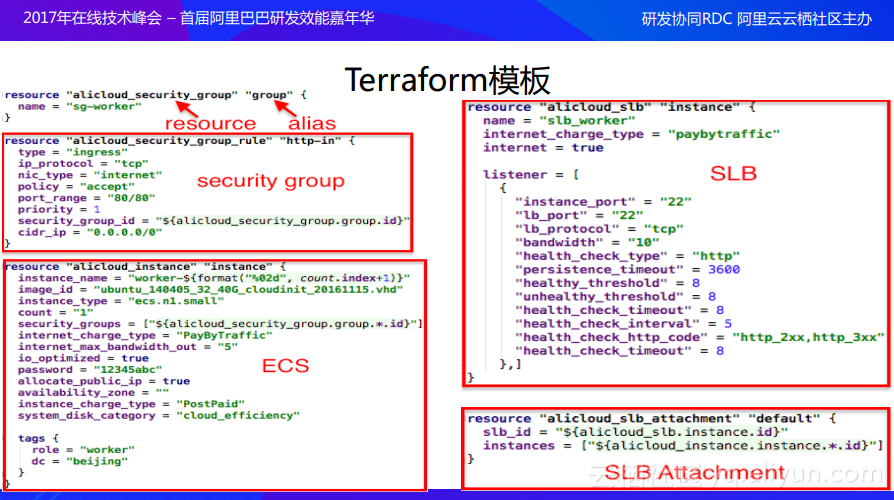 2017年在线技术峰会 – 首届阿里巴巴研发效能嘉年华
研发协同RDC 阿里云云栖社区主办
Terraform模板
resource "alicloud_security_group" "group" {
  name = "sg-worker"
}
resource
alias
resource "alicloud_security_group_rule" "http-in" {
  type = "ingress"
  ip_protocol = "tcp"
  nic_type = "internet"
  policy = "accept"
  port_range = "80/80"
  priority = 1
  security_group_id = "${alicloud_security_group.group.id}"
  cidr_ip = "0.0.0.0/0"
}
security group
resource "alicloud_instance" "instance" {
  instance_name = "worker-${format("%02d", count.index+1)}"
  image_id = "ubuntu_140405_32_40G_cloudinit_20161115.vhd"
  instance_type = "ecs.n1.small"
  count = "1"
  security_groups = ["${alicloud_security_group.group.*.id}"]
  internet_charge_type = "PayByTraffic"
  internet_max_bandwidth_out = "5"
  io_optimized = true
  password = "12345abc"
  allocate_public_ip = true
  availability_zone = ""
  instance_charge_type = "PostPaid"
  system_disk_category = "cloud_efficiency"
  tags {
    role = "worker"
    dc = "beijing"
  }
}
ECS
resource "alicloud_slb" "instance" {
  name = "slb_worker"
  internet_charge_type = "paybytraffic"
  internet = true
  listener = [
    {
      "instance_port" = "22"
      "lb_port" = "22"
      "lb_protocol" = "tcp"
      "bandwidth" = "10"
      "health_check_type" = "http"
      "persistence_timeout" = 3600
      "healthy_threshold" = 8
      "unhealthy_threshold" = 8
      "health_check_timeout" = 8
      "health_check_interval" = 5
      "health_check_http_code" = "http_2xx,http_3xx"
      "health_check_timeout" = 8
    },]
}
SLB
resource "alicloud_slb_attachment" "default" {
  slb_id = "${alicloud_slb.instance.id}"
  instances = ["${alicloud_instance.instance.*.id}"]
}
SLB Attachment